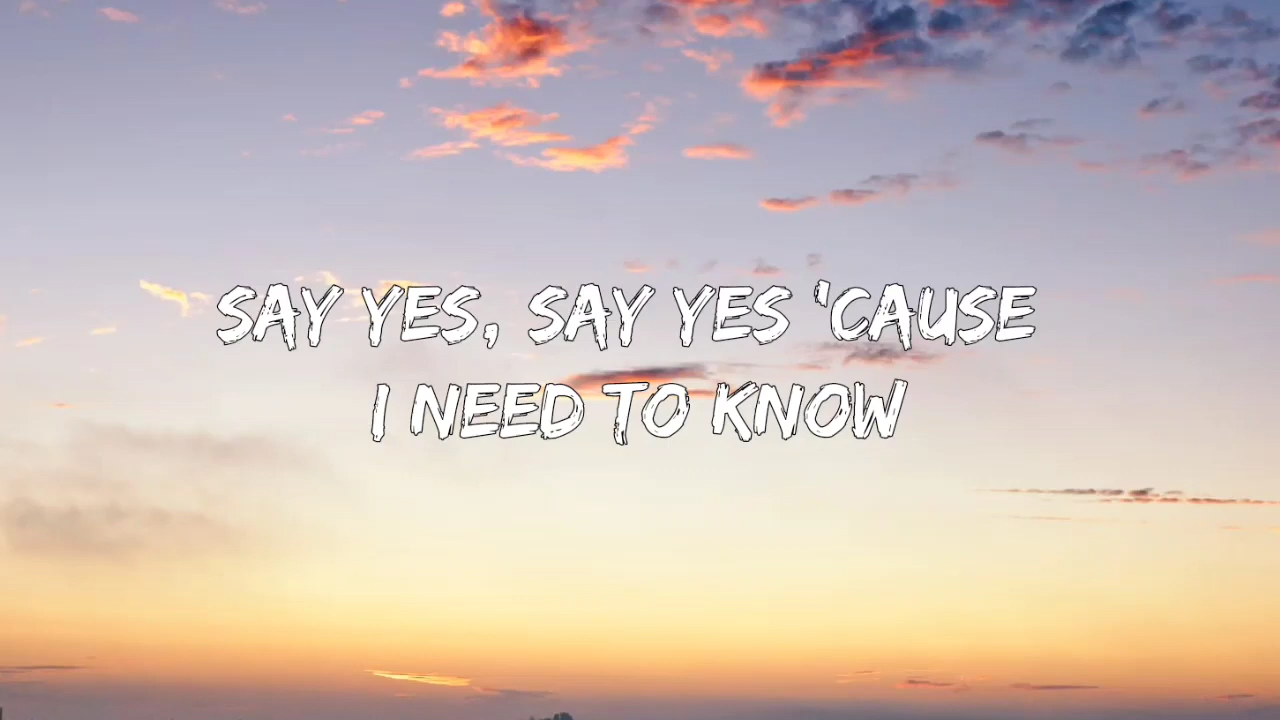 SAY YES, SAY YES 'CAUSE
I NEED TO KNOW